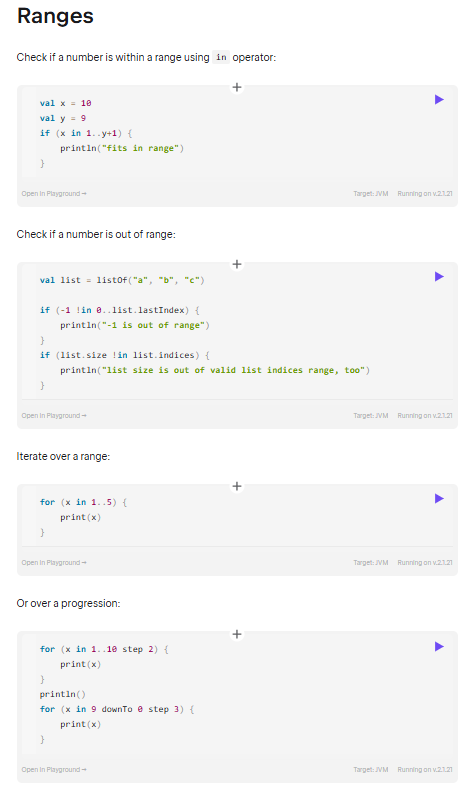 Ranges
Check if a number is within a range using in operator:
+
val x = 10
val y = 9
if (x in 1..y+1) {
    println("fits in range")
}
Open in Playground → Target: JVM Running on v.2.1.21
Check if a number is out of range:
+
val list = listOf("a", "b", "c")
if (-1 !in 0..list.lastIndex) {
    println("-1 is out of range")
}
if (list.size !in list.indices) {
    println("list size is out of valid list indices range, too")
}
Open in Playground → Target: JVM Running on v.2.1.21
Iterate over a range:
+
for (x in 1..5) {
    print(x)
}
Open in Playground → Target: JVM Running on v.2.1.21
Or over a progression:
+
for (x in 1..10 step 2) {
    print(x)
}
println()
for (x in 9 downTo 0 step 3) {
    print(x)
}
Open in Playground → Target: JVM Running on v.2.1.21